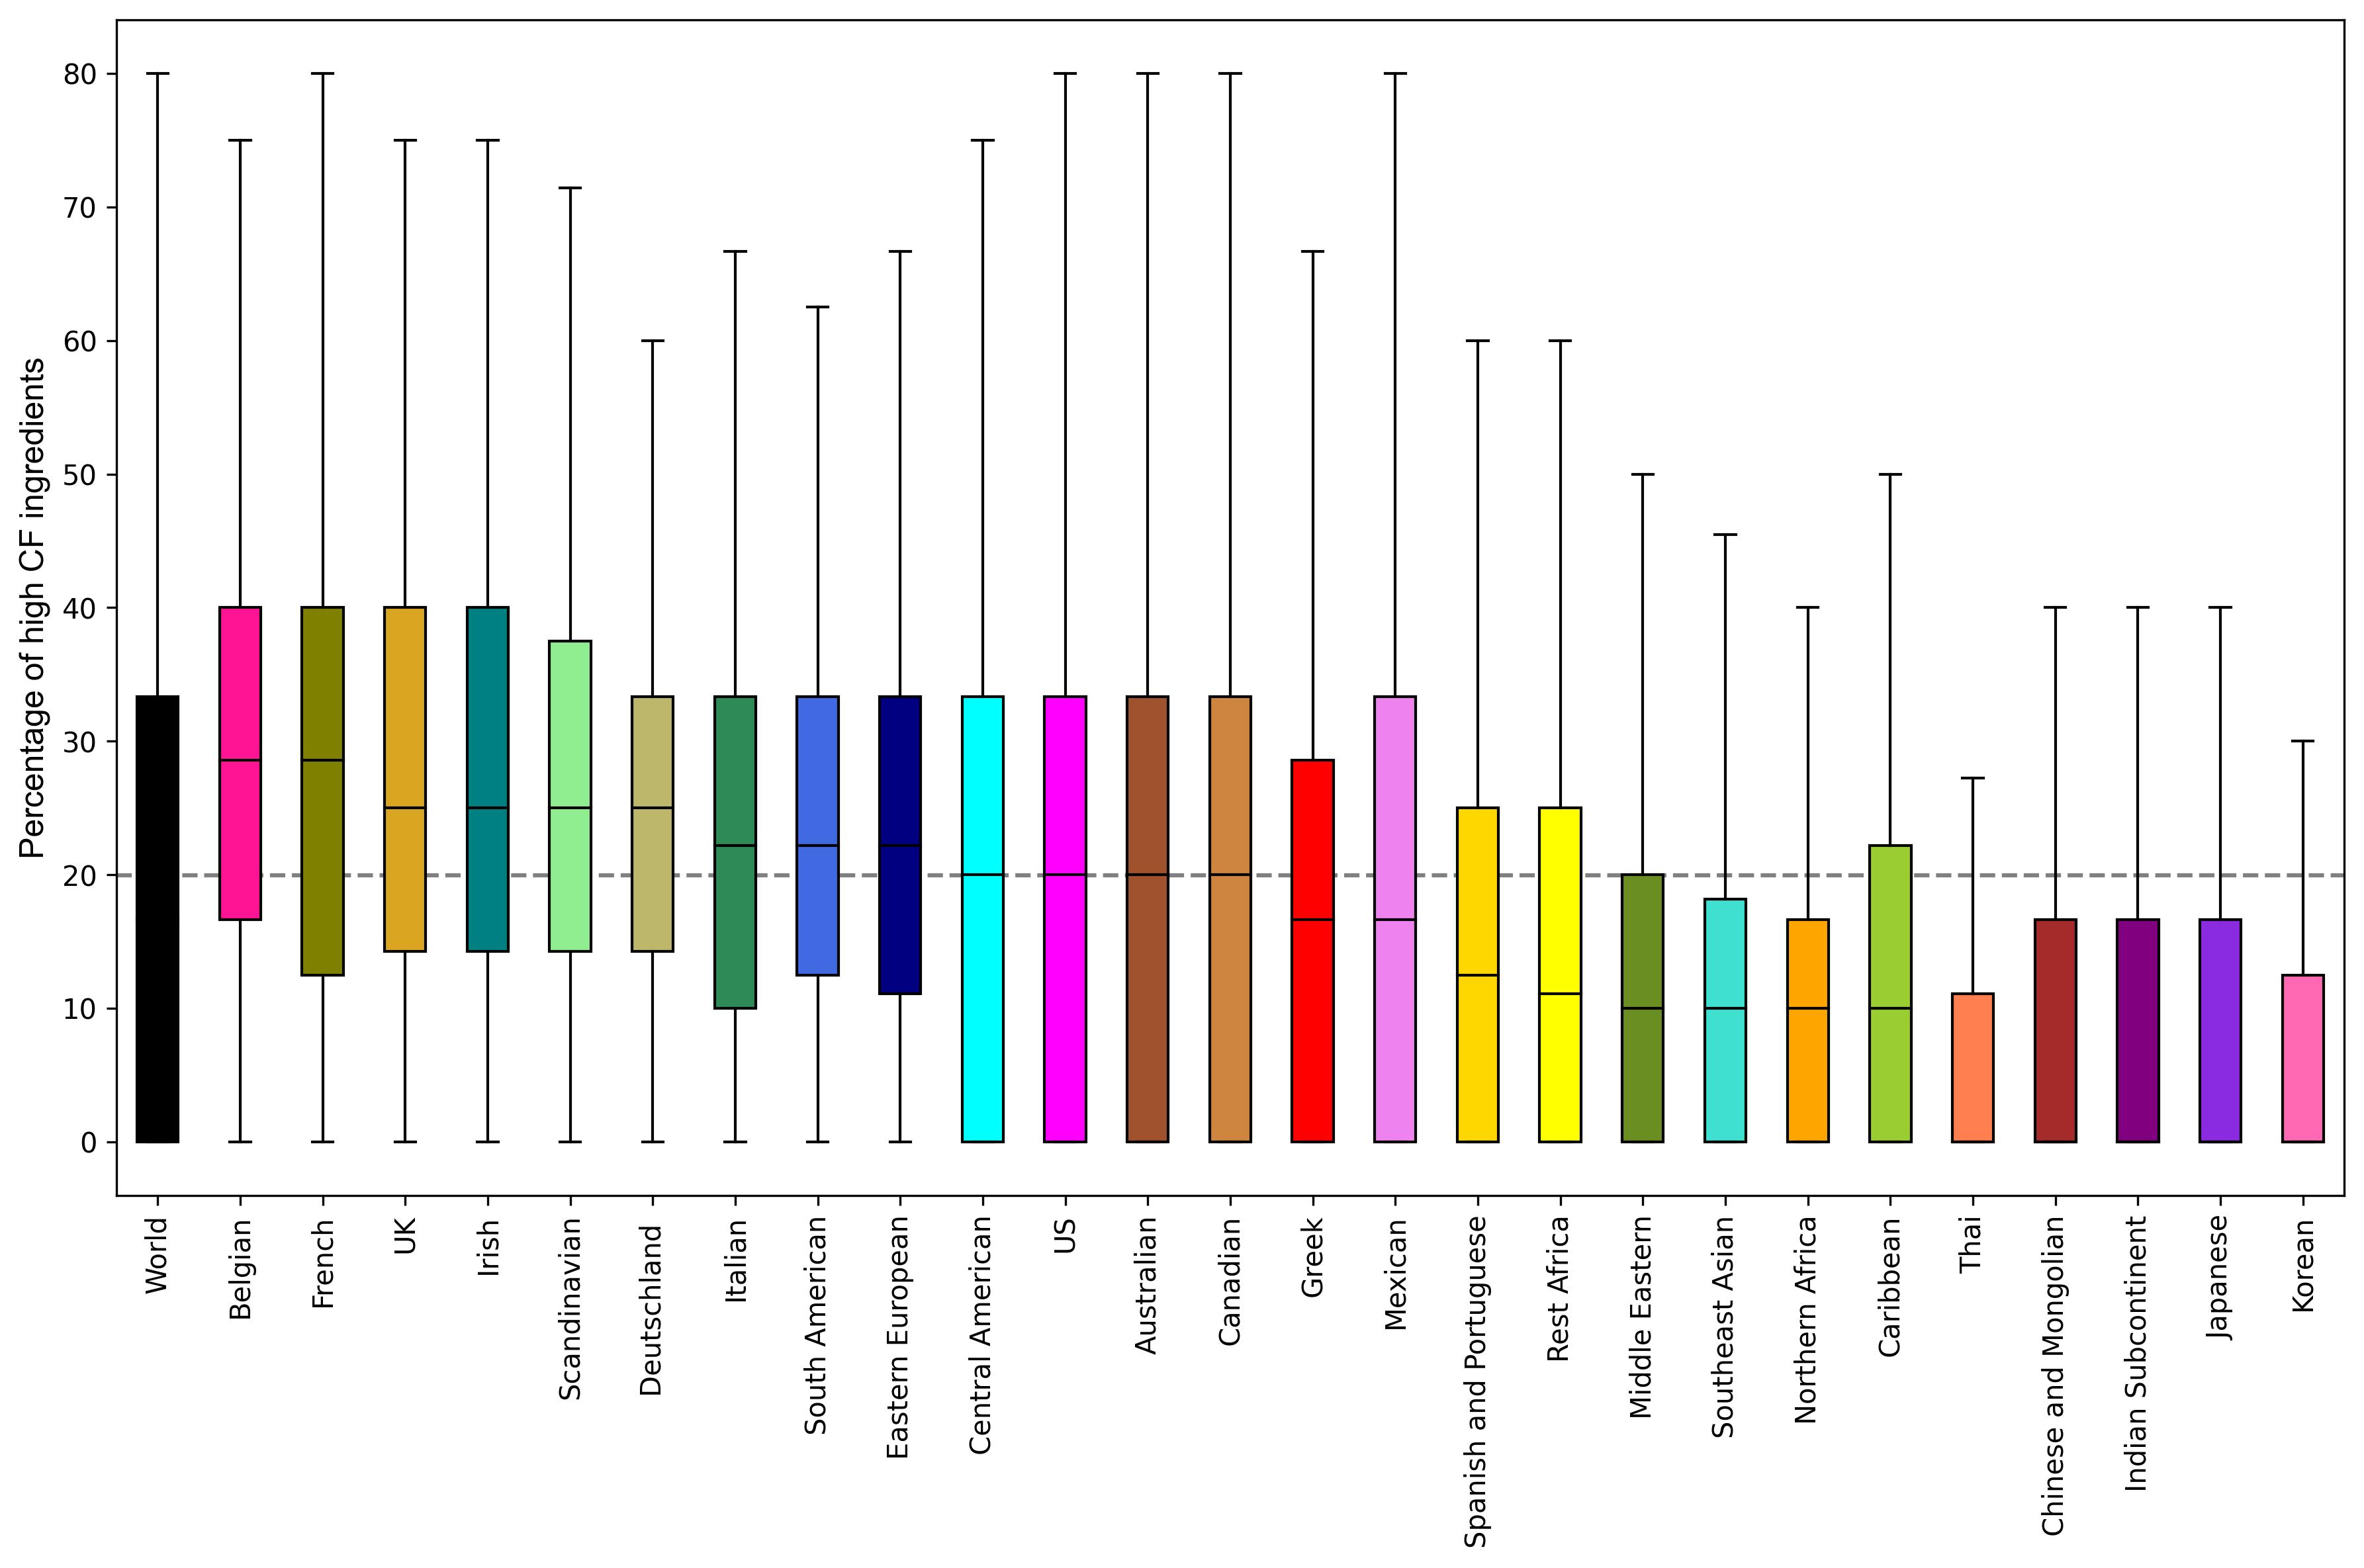 Percentage of high CF ingredients
80
70
60
50
40
30
20
10
0
World
Belgian
French
UK
Irish
Scandinavian
Deutschland
Italian
South American
Eastern European
Central American
US
Australian
Canadian
Greek
Mexican
Spanish and Portuguese
Rest Africa
Middle Eastern
Southeast Asian
Northern Africa
Caribbean
Thai
Chinese and Mongolian
Indian Subcontinent
Japanese
Korean